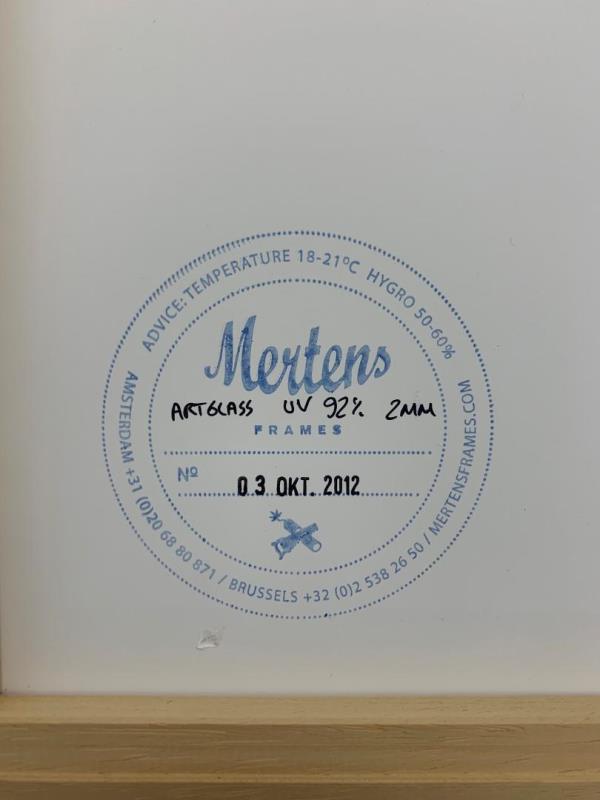 ADVICE: TEMPERATURE 18-21ºC HYGRO 50-60%
Mertens
ARTGLASS UV 92% 2MM
FRAMES
Nº
03 OKT. 2012
AMSTERDAM +31 (0)20 68 80 871 / BRUSSELS +32 (0)2 538 26 50 / MERTENSFRAMES.COM